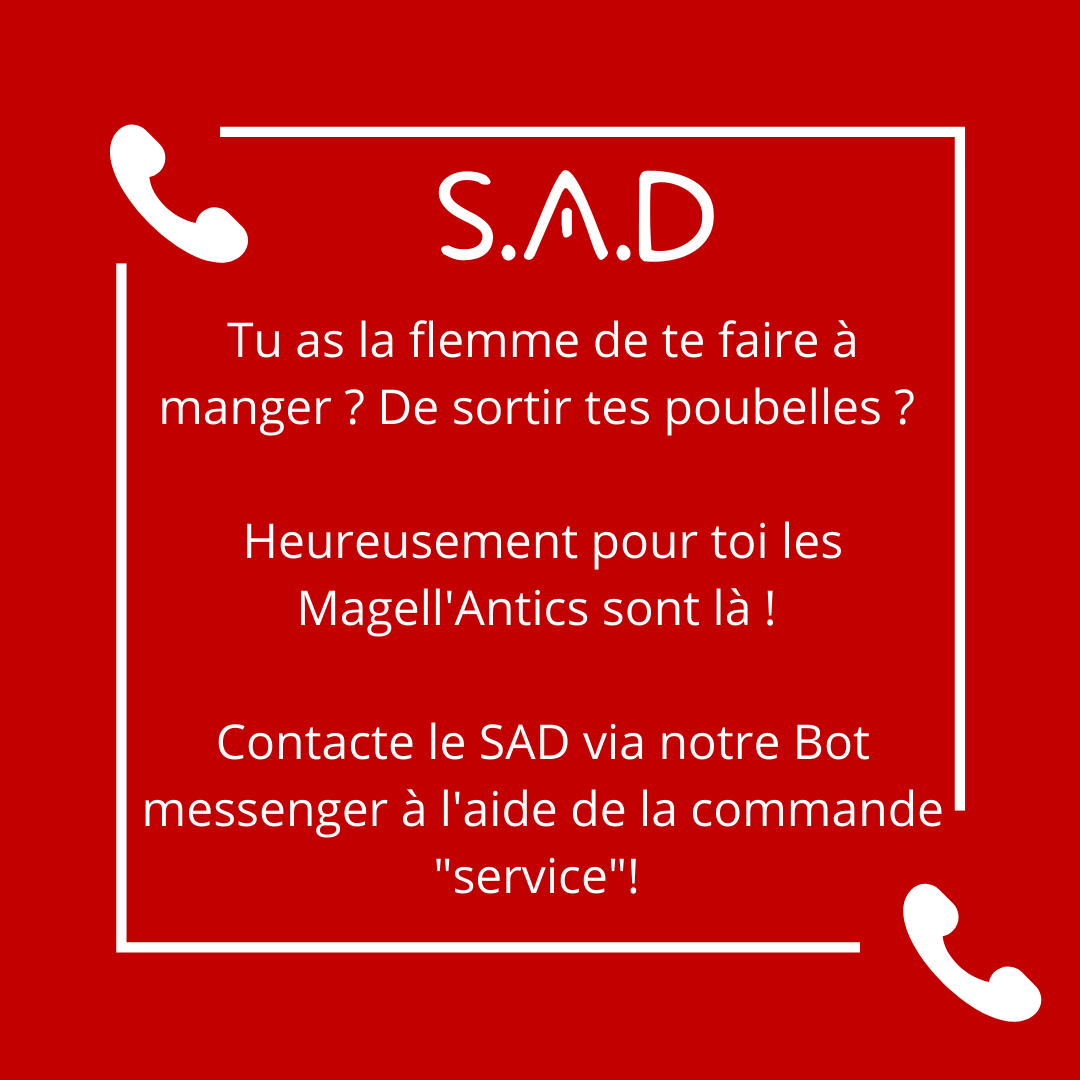 S.A.D
Tu as la flemme de te faire à
manger ? De sortir tes poubelles ?
Heureusement pour toi les
Magell'Antics sont là !
Contacte le SAD via notre Bot
messenger à l'aide de la commande
"service"!